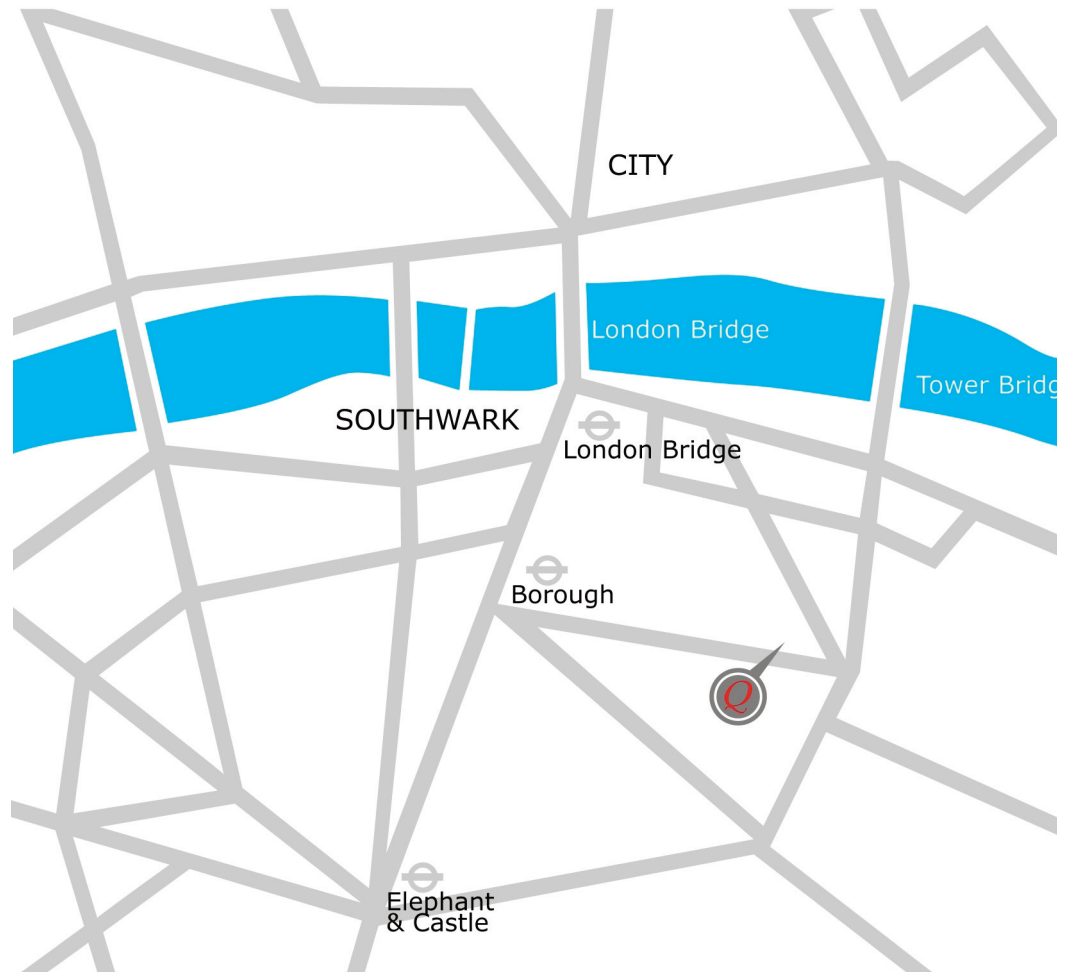 CITY
London Bridge
Tower Bridg
SOUTHWARK
London Bridge
Borough
Q
Elephant
& Castle